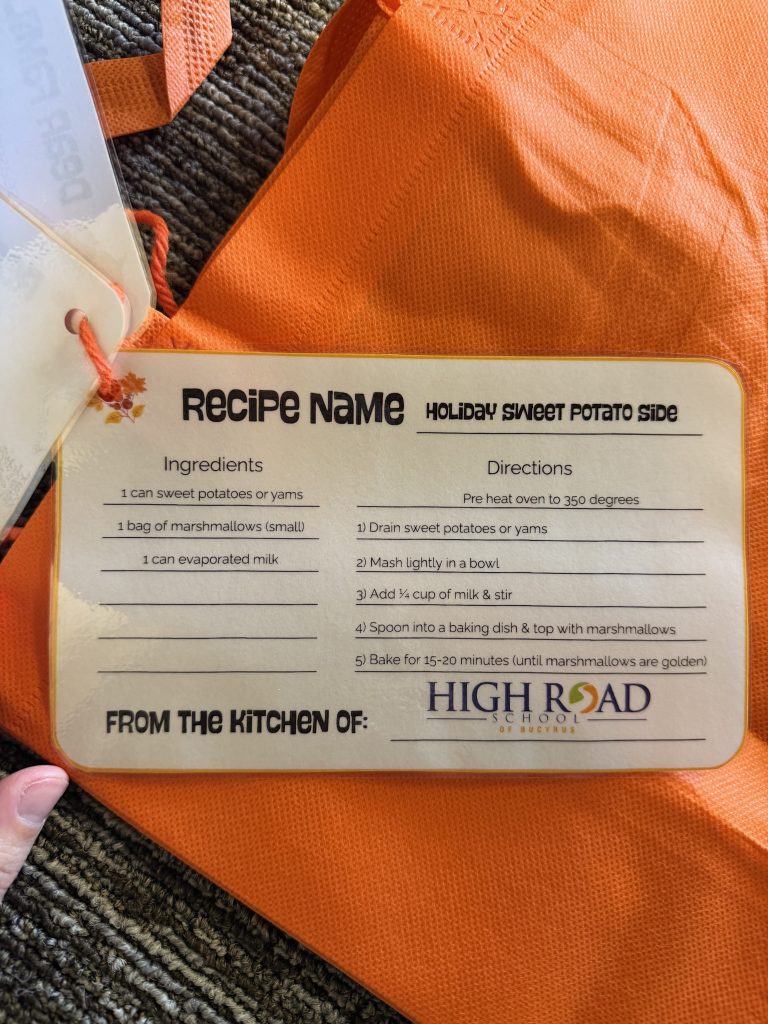 DEAR FAMIL
RECIPE NAME HOLIDAY SWEET POTATO SIDE
Ingredients
1 can sweet potatoes or yams
1 bag of marshmallows (small)
1 can evaporated milk
Directions
Pre heat oven to 350 degrees
1) Drain sweet potatoes or yams
2) Mash lightly in a bowl
3) Add ¼ cup of milk & stir
4) Spoon into a baking dish & top with marshmallows
5) Bake for 15-20 minutes (until marshmallows are golden)
FROM THE KITCHEN OF:
HIGH ROAD
SCHOOL
OF BUCYRUS